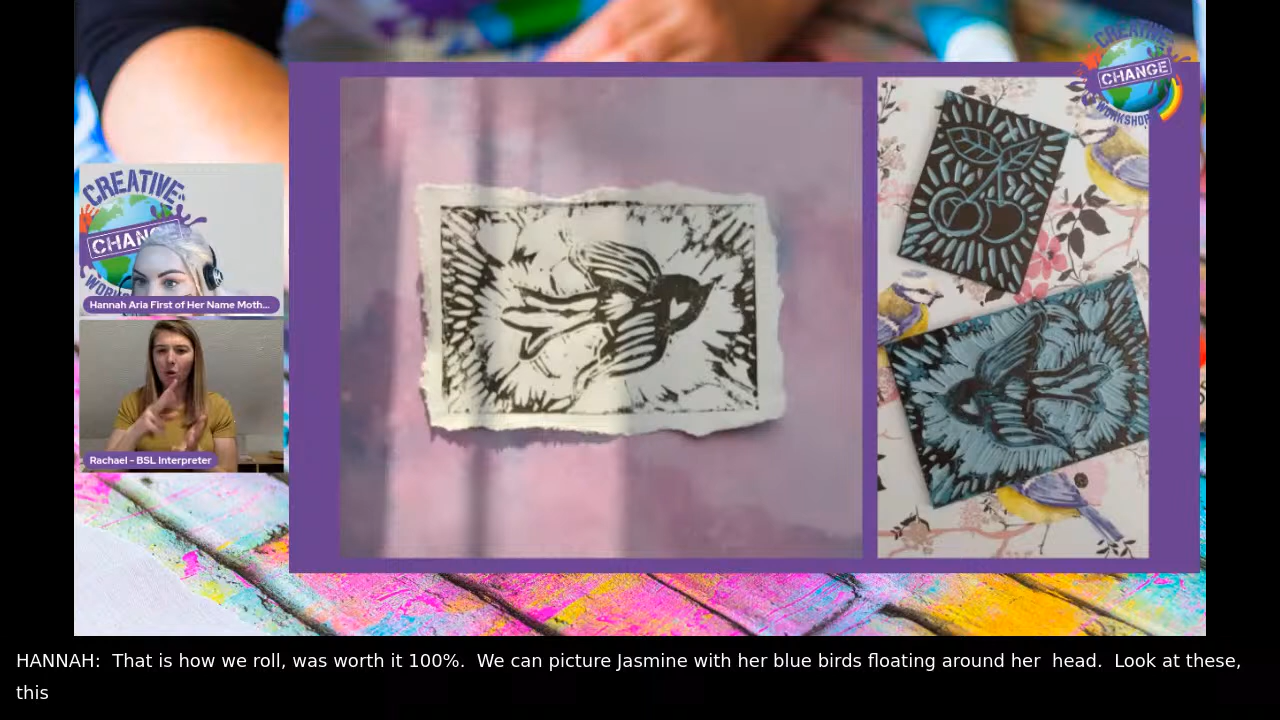 CREATIVE
CHANGE
WORKSHOP
CREATIVE
CHANGE
WOR
Hannah Aria First of Her Name Moth...
Rachael - BSL Interpreter
HANNAH:  That is how we roll, was worth it 100%.  We can picture Jasmine with her blue birds floating around her  head.  Look at these,
this